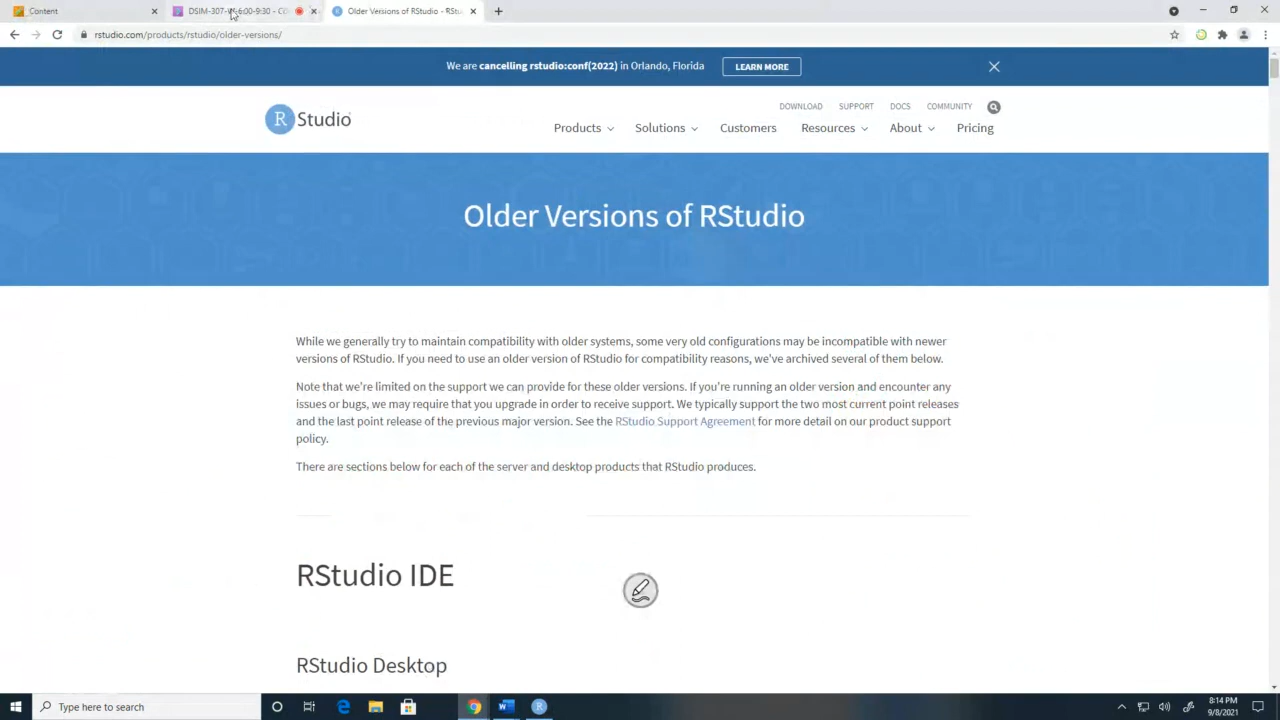 Content
DSIM-307-W-6:00-9:30 - Co
Older Versions of RStudio - RStu
rstudio.com/products/rstudio/older-versions/
We are cancelling rstudio:conf(2022) in Orlando, Florida
LEARN MORE
DOWNLOAD SUPPORT DOCS COMMUNITY
R Studio
Products Solutions Customers Resources About Pricing
Older Versions of RStudio
While we generally try to maintain compatibility with older systems, some very old configurations may be incompatible with newer
versions of RStudio. If you need to use an older version of RStudio for compatibility reasons, we've archived several of them below.
Note that we're limited on the support we can provide for these older versions. If you're running an older version and encounter any
issues or bugs, we may require that you upgrade in order to receive support. We typically support the two most current point releases
and the last point release of the previous major version. See the RStudio Support Agreement for more detail on our product support
policy.
There are sections below for each of the server and desktop products that RStudio produces.
RStudio IDE
RStudio Desktop
Type here to search
8:14 PM
9/8/2021